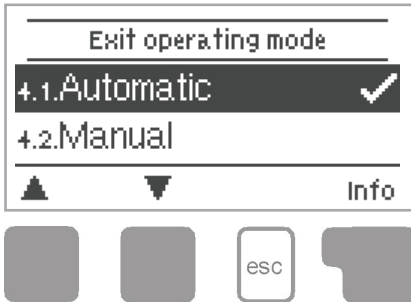 Exit operating mode
4.1.Automatic
4.2.Manual
Info
esc